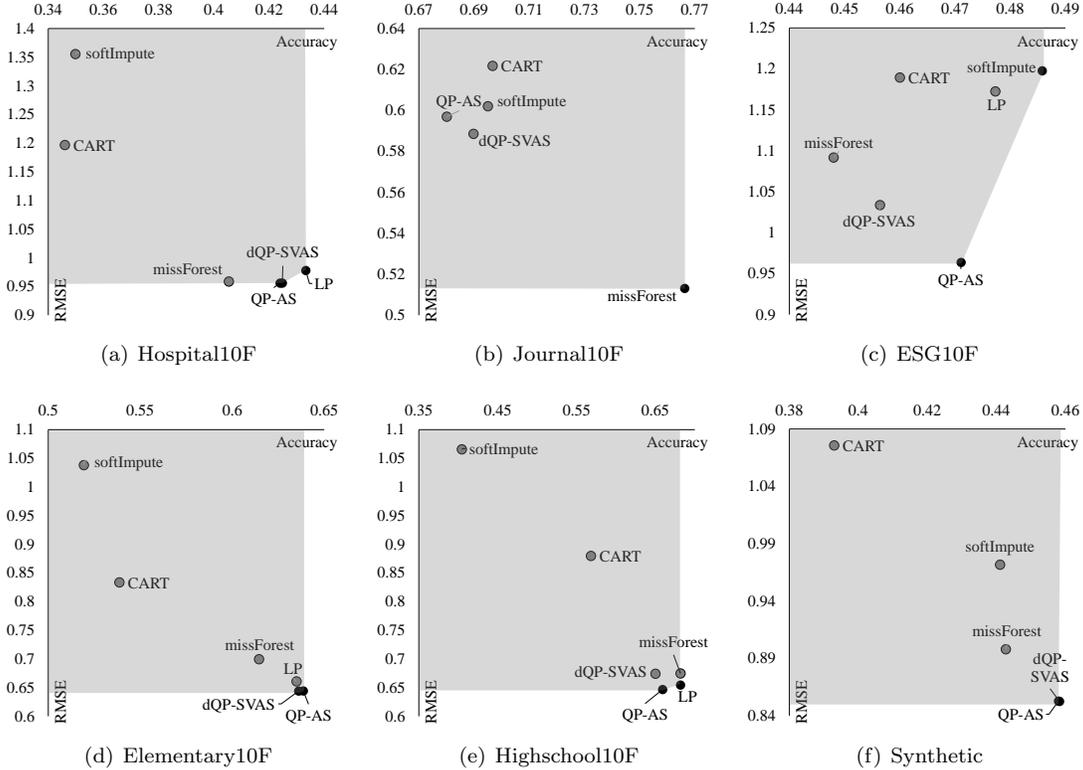 0.34 0.36 0.38 0.4 0.42 0.44
1.4
1.35
1.3
1.25
1.2
1.15
1.1
1.05
1
0.95
0.9
Accuracy
softImpute
CART
dQP-SVAS
missForest
LP
QP-AS
RMSE
(a) Hospital10F
0.67 0.69 0.71 0.73 0.75 0.77
0.64
0.62
0.6
0.58
0.56
0.54
0.52
0.5
Accuracy
CART
QP-AS
softImpute
dQP-SVAS
missForest
RMSE
(b) Journal10F
0.44 0.45 0.46 0.47 0.48 0.49
1.25
1.2
1.15
1.1
1.05
1
0.95
0.9
Accuracy
softImpute
CART
LP
missForest
dQP-SVAS
QP-AS
RMSE
(c) ESG10F
0.5 0.55 0.6 0.65
1.1
1.05
1
0.95
0.9
0.85
0.8
0.75
0.7
0.65
0.6
Accuracy
softImpute
CART
missForest
LP
dQP-SVAS
QP-AS
RMSE
(d) Elementary10F
0.35 0.45 0.55 0.65
1.1
1.05
1
0.95
0.9
0.85
0.8
0.75
0.7
0.65
0.6
Accuracy
softImpute
CART
missForest
dQP-SVAS
LP
QP-AS
RMSE
(e) Highschool10F
0.38 0.4 0.42 0.44 0.46
1.09
1.04
0.99
0.94
0.89
0.84
Accuracy
CART
softImpute
missForest
dQP-
SVAS
QP-AS
RMSE
(f) Synthetic